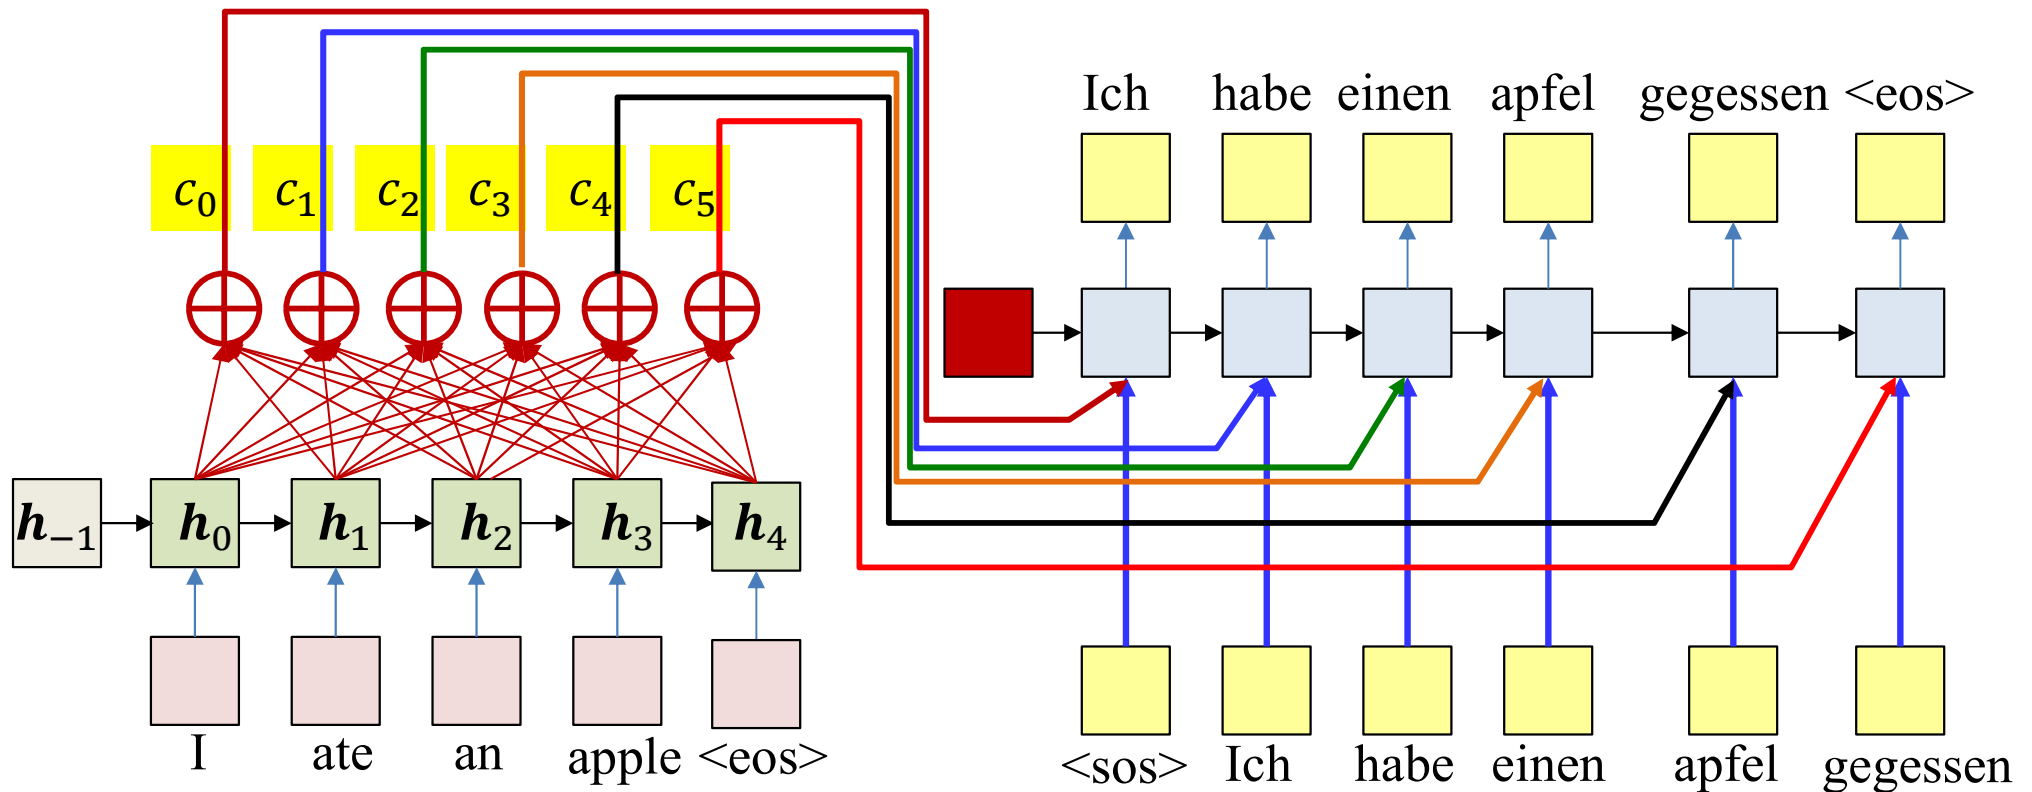 Ich habe einen apfel gegessen <eos>
c₀ c₁ c₂ c₃ c₄ c₅
h₋₁ h₀ h₁ h₂ h₃ h₄
I ate an apple <eos>
<sos> Ich habe einen apfel gegessen